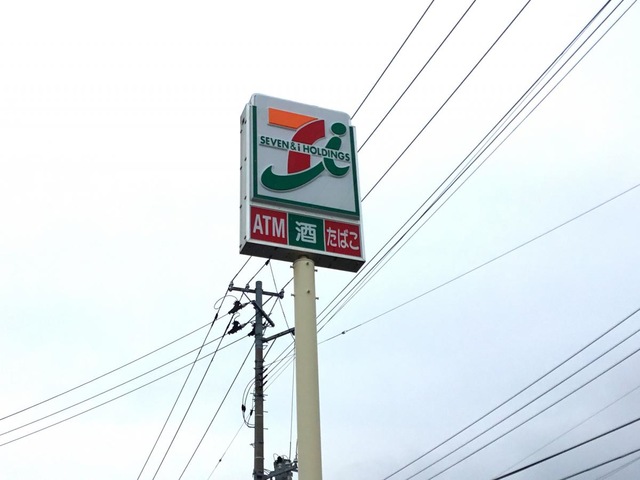 SEVEN & i HOLDINGS
ATM 酒 たばこ